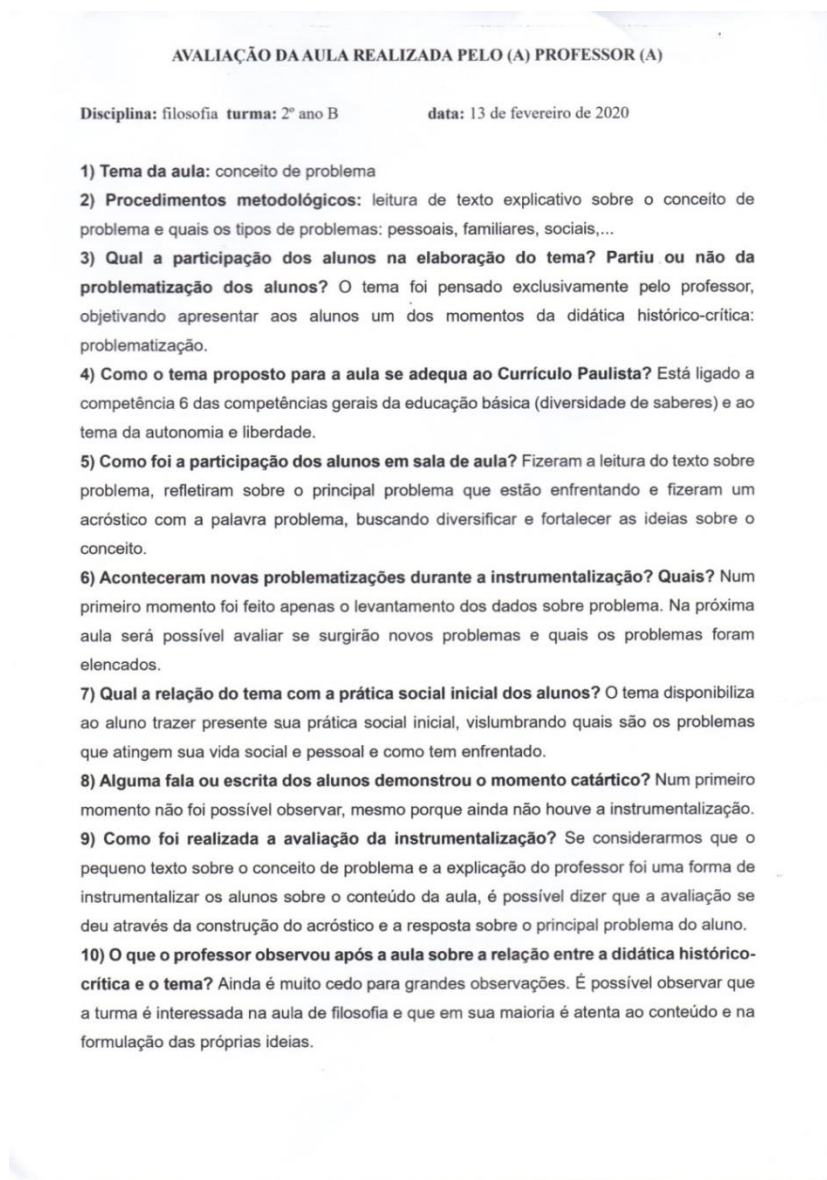 AVALIAÇÃO DA AULA REALIZADA PELO (A) PROFESSOR (A)
Disciplina: filosofia turma: 2º ano B data: 13 de fevereiro de 2020
1) Tema da aula: conceito de problema
2) Procedimentos metodológicos: leitura de texto explicativo sobre o conceito de
problema e quais os tipos de problemas: pessoais, familiares, sociais,...
3) Qual a participação dos alunos na elaboração do tema? Partiu ou não da
problematização dos alunos? O tema foi pensado exclusivamente pelo professor,
objetivando apresentar aos alunos um dos momentos da didática histórico-crítica:
problematização.
4) Como o tema proposto para a aula se adequa ao Currículo Paulista? Está ligado a
competência 6 das competências gerais da educação básica (diversidade de saberes) e ao
tema da autonomia e liberdade.
5) Como foi a participação dos alunos em sala de aula? Fizeram a leitura do texto sobre
problema, refletiram sobre o principal problema que estão enfrentando e fizeram um
acróstico com a palavra problema, buscando diversificar e fortalecer as ideias sobre o
conceito.
6) Aconteceram novas problematizações durante a instrumentalização? Quais? Num
primeiro momento foi feito apenas o levantamento dos dados sobre problema. Na próxima
aula será possível avaliar se surgirão novos problemas e quais os problemas foram
elencados.
7) Qual a relação do tema com a prática social inicial dos alunos? O tema disponibiliza
ao aluno trazer presente sua prática social inicial, vislumbrando quais são os problemas
que atingem sua vida social e pessoal e como tem enfrentado.
8) Alguma fala ou escrita dos alunos demonstrou o momento catártico? Num primeiro
momento não foi possível observar, mesmo porque ainda não houve a instrumentalização.
9) Como foi realizada a avaliação da instrumentalização? Se considerarmos que o
pequeno texto sobre o conceito de problema e a explicação do professor foi uma forma de
instrumentalizar os alunos sobre o conteúdo da aula, é possível dizer que a avaliação se
deu através da construção do acróstico e a resposta sobre o principal problema do aluno.
10) O que o professor observou após a aula sobre a relação entre a didática histórico-
crítica e o tema? Ainda é muito cedo para grandes observações. É possível observar que
a turma é interessada na aula de filosofia e que em sua maioria é atenta ao conteúdo e na
formulação das próprias ideias.